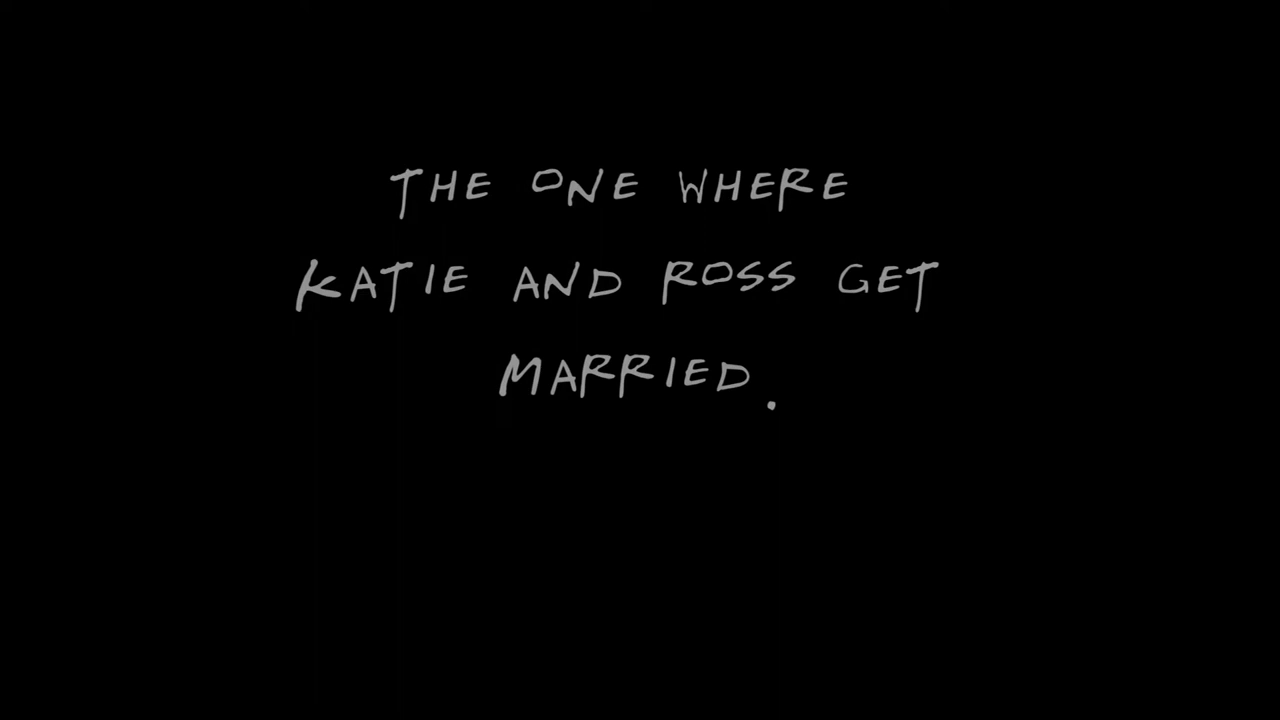 THE ONE WHERE
KATIE AND ROSS GET
MARRIED.